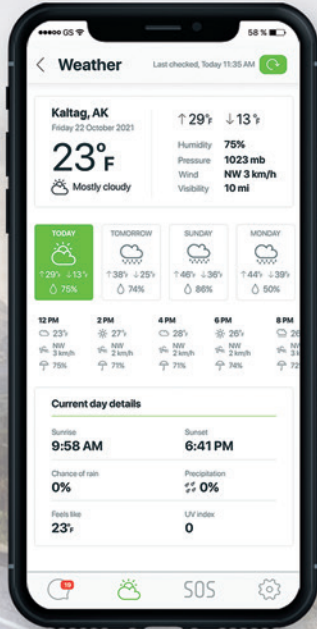 GS 58 %
Weather Last checked, Today 11:35 AM
Kaltag, AK
Friday 22 October 2021
23°F
Mostly cloudy
↑ 29°F ↓ 13°F
Humidity 75%
Pressure 1023 mb
Wind NW 3 km/h
Visibility 10 mi
TODAY TOMORROW SUNDAY MONDAY
↑29°F ↓13°F ↑38°F ↓25°F ↑46°F ↓36°F ↑44°F ↓39°F
75% 74% 86% 50%
12 PM 2 PM 4 PM 6 PM 8 PM
23°F 27°F 28°F 26°F 26
NW NW NW NW NW
3 km/h 2 km/h 2 km/h 2 km/h
75% 71% 71% 74% 72
Current day details
Sunrise Sunset
9:58 AM 6:41 PM
Chance of rain Precipitation
0% 0%
Feels like UV index
23°F 0
19 SOS